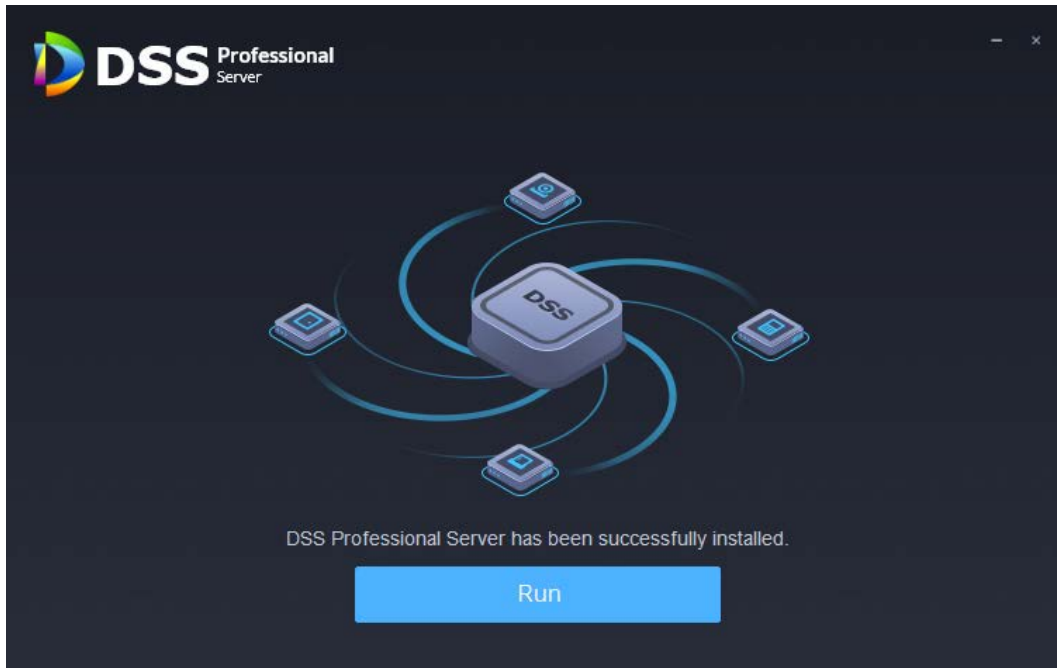 DSS Professional
Server
DSS
DSS Professional Server has been successfully installed.
Run